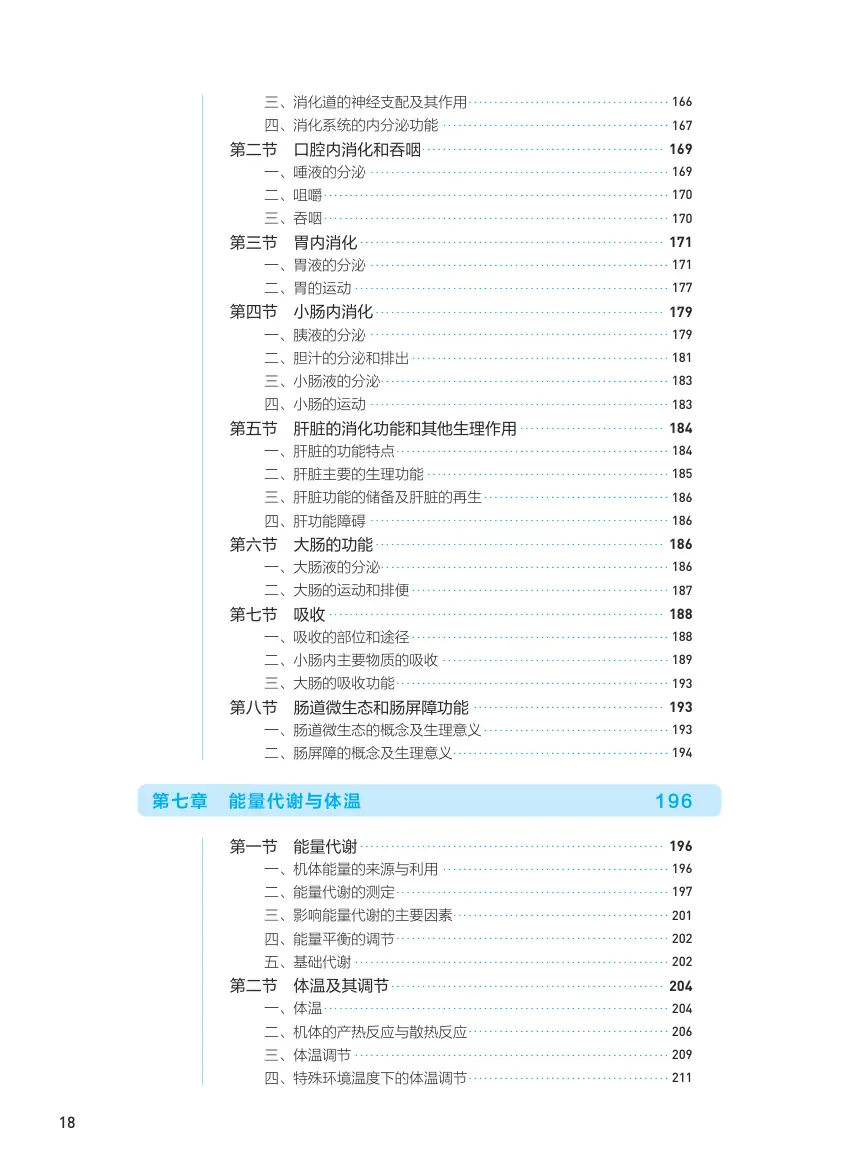 三、消化道的神经支配及其作用 166
四、消化系统的内分泌功能 167
第二节 口腔内消化和吞咽 169
一、唾液的分泌 169
二、咀嚼 170
三、吞咽 170
第三节 胃内消化 171
一、胃液的分泌 171
二、胃的运动 177
第四节 小肠内消化 179
一、胰液的分泌 179
二、胆汁的分泌和排出 181
三、小肠液的分泌 183
四、小肠的运动 183
第五节 肝脏的消化功能和其他生理作用 184
一、肝脏的功能特点 184
二、肝脏主要的生理功能 185
三、肝脏功能的储备及肝脏的再生 186
四、肝功能障碍 186
第六节 大肠的功能 186
一、大肠液的分泌 186
二、大肠的运动和排便 187
第七节 吸收 188
一、吸收的部位和途径 188
二、小肠内主要物质的吸收 189
三、大肠的吸收功能 193
第八节 肠道微生态和肠屏障功能 193
一、肠道微生态的概念及生理意义 193
二、肠屏障的概念及生理意义 194
第七章 能量代谢与体温 196
第一节 能量代谢 196
一、机体能量的来源与利用 196
二、能量代谢的测定 197
三、影响能量代谢的主要因素 201
四、能量平衡的调节 202
五、基础代谢 202
第二节 体温及其调节 204
一、体温 204
二、机体的产热反应与散热反应 206
三、体温调节 209
四、特殊环境温度下的体温调节 211
18